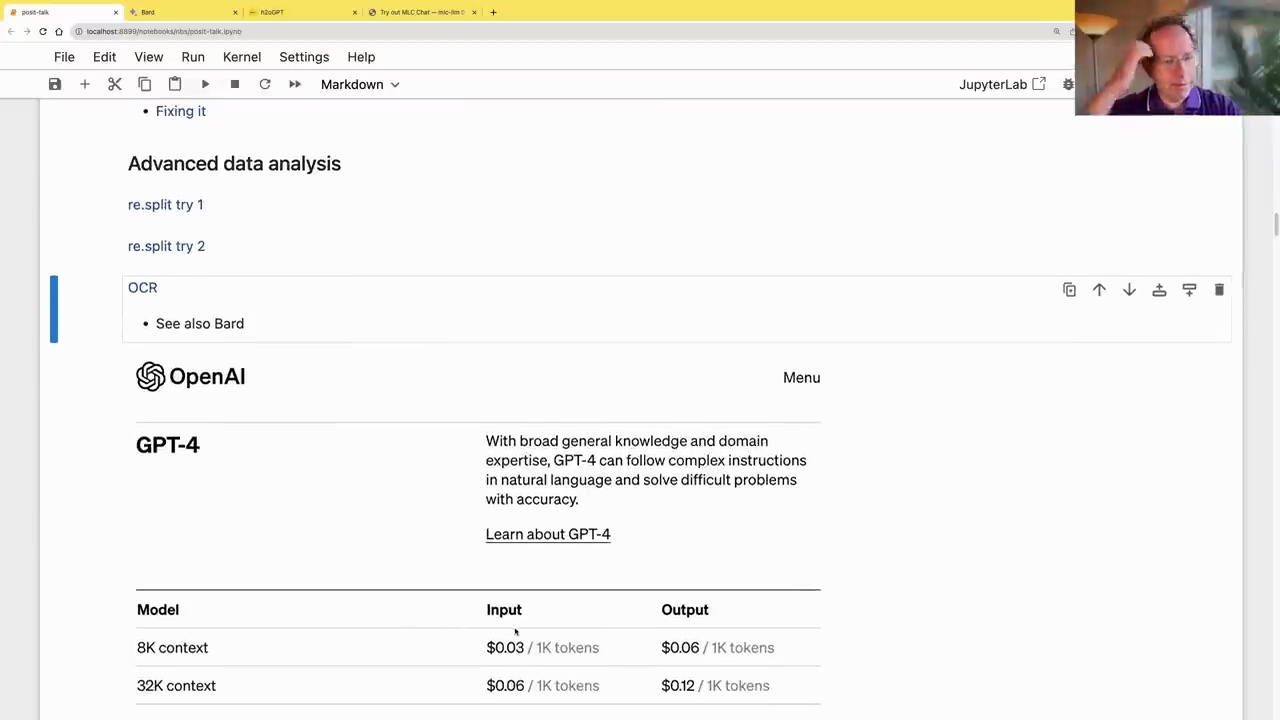 posit-talk
Bard
h2oGPT
Try out MLC Chat — mlc-llm 0
localhost:8899/notebooks/nbs/posit-talk.ipynb
File Edit View Run Kernel Settings Help
Markdown
JupyterLab
• Fixing it
Advanced data analysis
re.split try 1
re.split try 2
OCR
• See also Bard
OpenAI
Menu
GPT-4
With broad general knowledge and domain
expertise, GPT-4 can follow complex instructions
in natural language and solve difficult problems
with accuracy.
Learn about GPT-4
Model Input Output
8K context $0.03 / 1K tokens $0.06 / 1K tokens
32K context $0.06 / 1K tokens $0.12 / 1K tokens